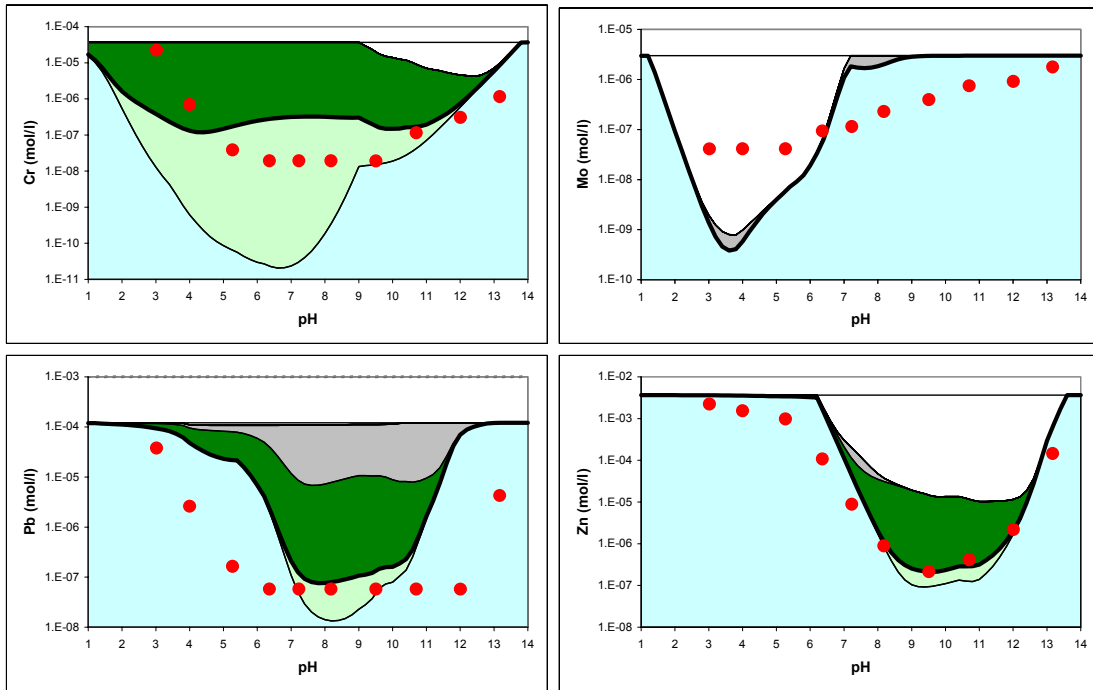 1.E-04
1.E-05
1.E-06
1.E-07
1.E-08
1.E-09
1.E-10
1.E-11
Cr (mol/l)
1 2 3 4 5 6 7 8 9 10 11 12 13 14
pH
1.E-05
1.E-06
1.E-07
1.E-08
1.E-09
1.E-10
Mo (mol/l)
1 2 3 4 5 6 7 8 9 10 11 12 13 14
pH
1.E-03
1.E-04
1.E-05
1.E-06
1.E-07
1.E-08
Pb (mol/l)
1 2 3 4 5 6 7 8 9 10 11 12 13 14
pH
1.E-02
1.E-03
1.E-04
1.E-05
1.E-06
1.E-07
1.E-08
Zn (mol/l)
1 2 3 4 5 6 7 8 9 10 11 12 13 14
pH